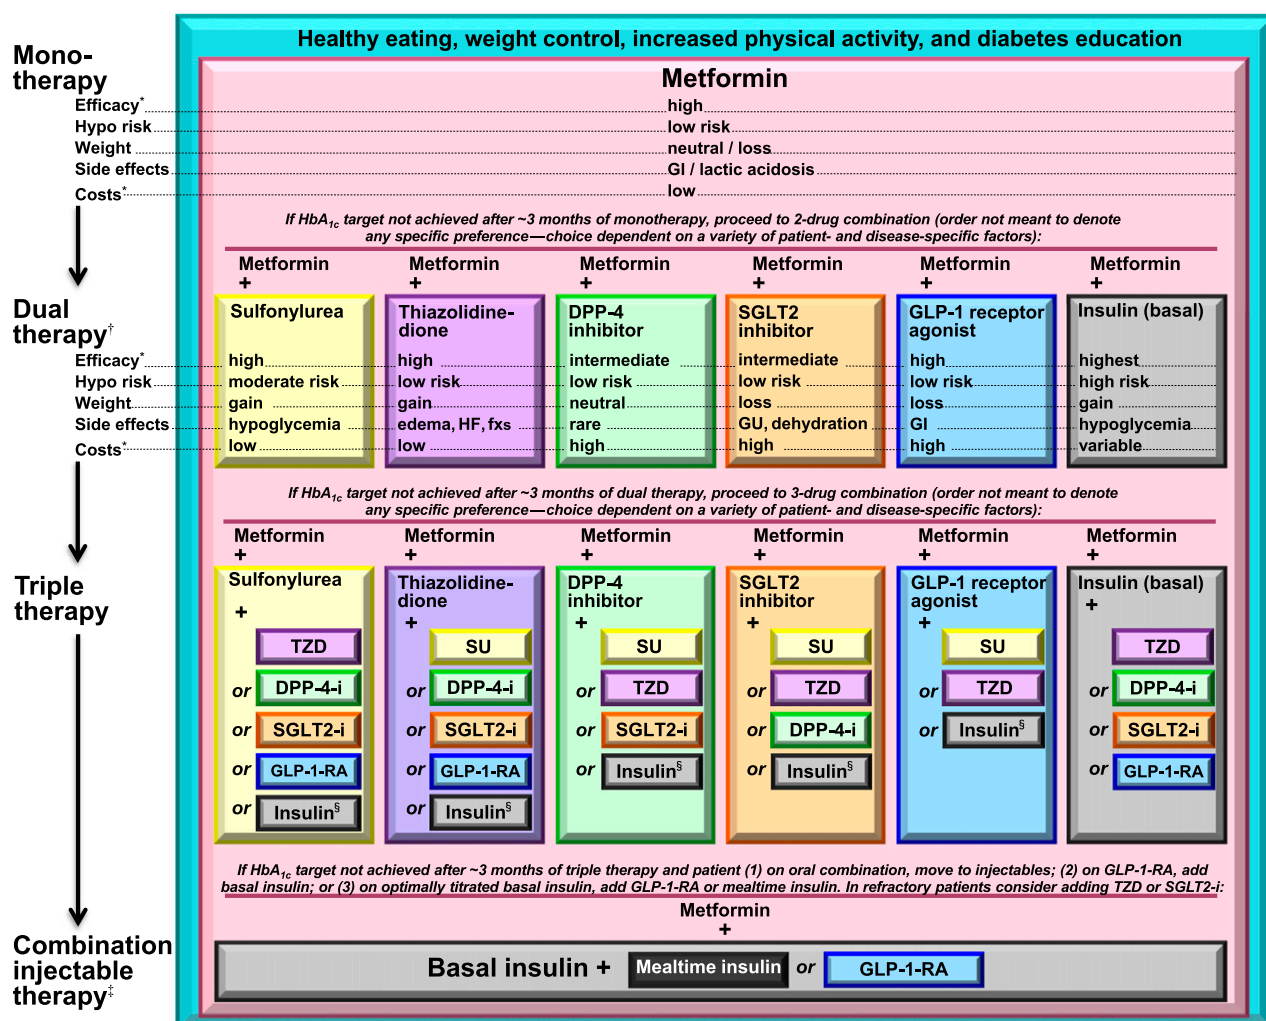 Healthy eating, weight control, increased physical activity, and diabetes education
Mono-
therapy
Metformin
Efficacy* high
Hypo risk low risk
Weight neutral / loss
Side effects GI / lactic acidosis
Costs* low
If HbA1c target not achieved after ~3 months of monotherapy, proceed to 2-drug combination (order not meant to denote
any specific preference—choice dependent on a variety of patient- and disease-specific factors):
Metformin Metformin Metformin Metformin Metformin Metformin
+ + + + + +
Dual
therapy†
Sulfonylurea Thiazolidine- DPP-4 SGLT2 GLP-1 receptor Insulin (basal)
dione inhibitor inhibitor agonist
Efficacy* high high intermediate intermediate high highest
Hypo risk moderate risk low risk low risk low risk low risk high risk
Weight gain gain neutral loss loss gain
Side effects hypoglycemia edema, HF, fxs rare GU, dehydration GI hypoglycemia
Costs* low low high high high variable
If HbA1c target not achieved after ~3 months of dual therapy, proceed to 3-drug combination (order not meant to denote
any specific preference—choice dependent on a variety of patient- and disease-specific factors):
Metformin Metformin Metformin Metformin Metformin Metformin
+ + + + + +
Triple
therapy
Sulfonylurea Thiazolidine- DPP-4 SGLT2 GLP-1 receptor Insulin (basal)
dione inhibitor inhibitor agonist
+ + + + + +
TZD SU SU SU SU TZD
or DPP-4-i or DPP-4-i or TZD or TZD or TZD or DPP-4-i
or SGLT2-i or SGLT2-i or SGLT2-i or DPP-4-i or Insulin§ or SGLT2-i
or GLP-1-RA or GLP-1-RA or Insulin§ or Insulin§ or GLP-1-RA
or Insulin§ or Insulin§
If HbA1c target not achieved after ~3 months of triple therapy and patient (1) on oral combination, move to injectables; (2) on GLP-1-RA, add
basal insulin; or (3) on optimally titrated basal insulin, add GLP-1-RA or mealtime insulin. In refractory patients consider adding TZD or SGLT2-i:
Metformin
+
Combination
injectable
therapy‡
Basal insulin + Mealtime insulin or GLP-1-RA